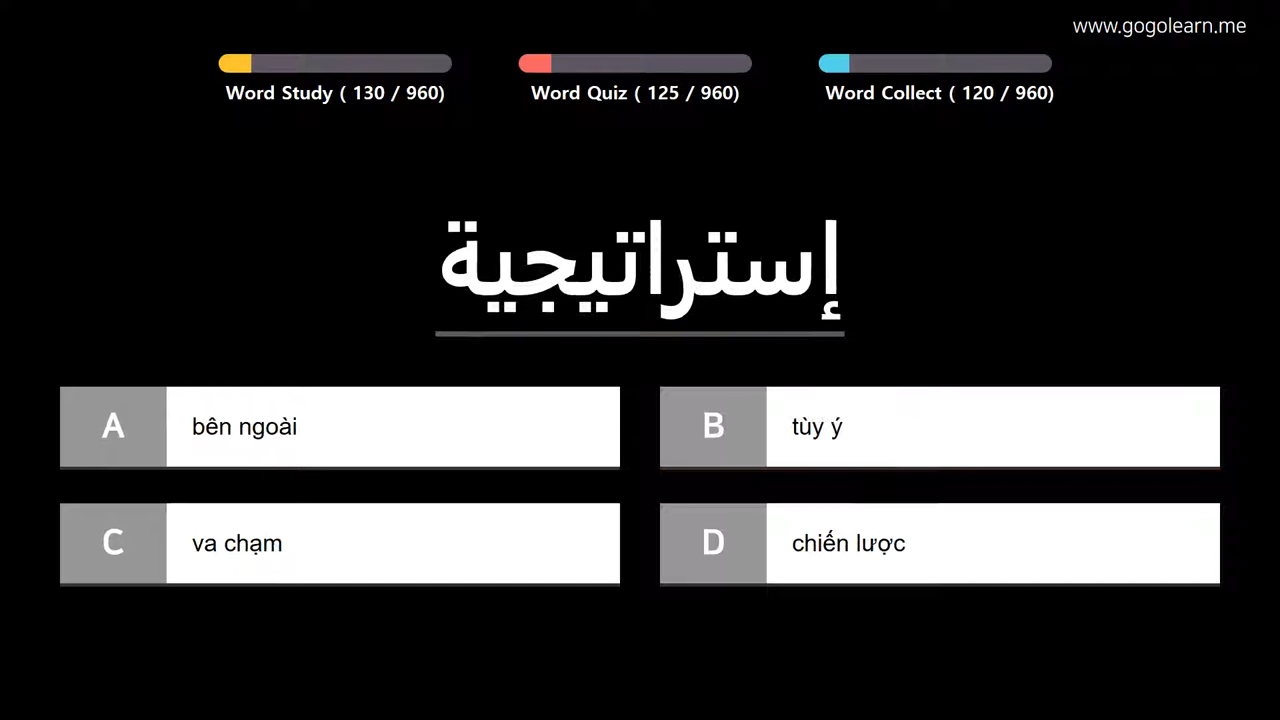 www.gogolearn.me
Word Study ( 130 / 960)
Word Quiz ( 125 / 960)
Word Collect ( 120 / 960)
إستراتيجية
A bên ngoài
B tùy ý
C va chạm
D chiến lược